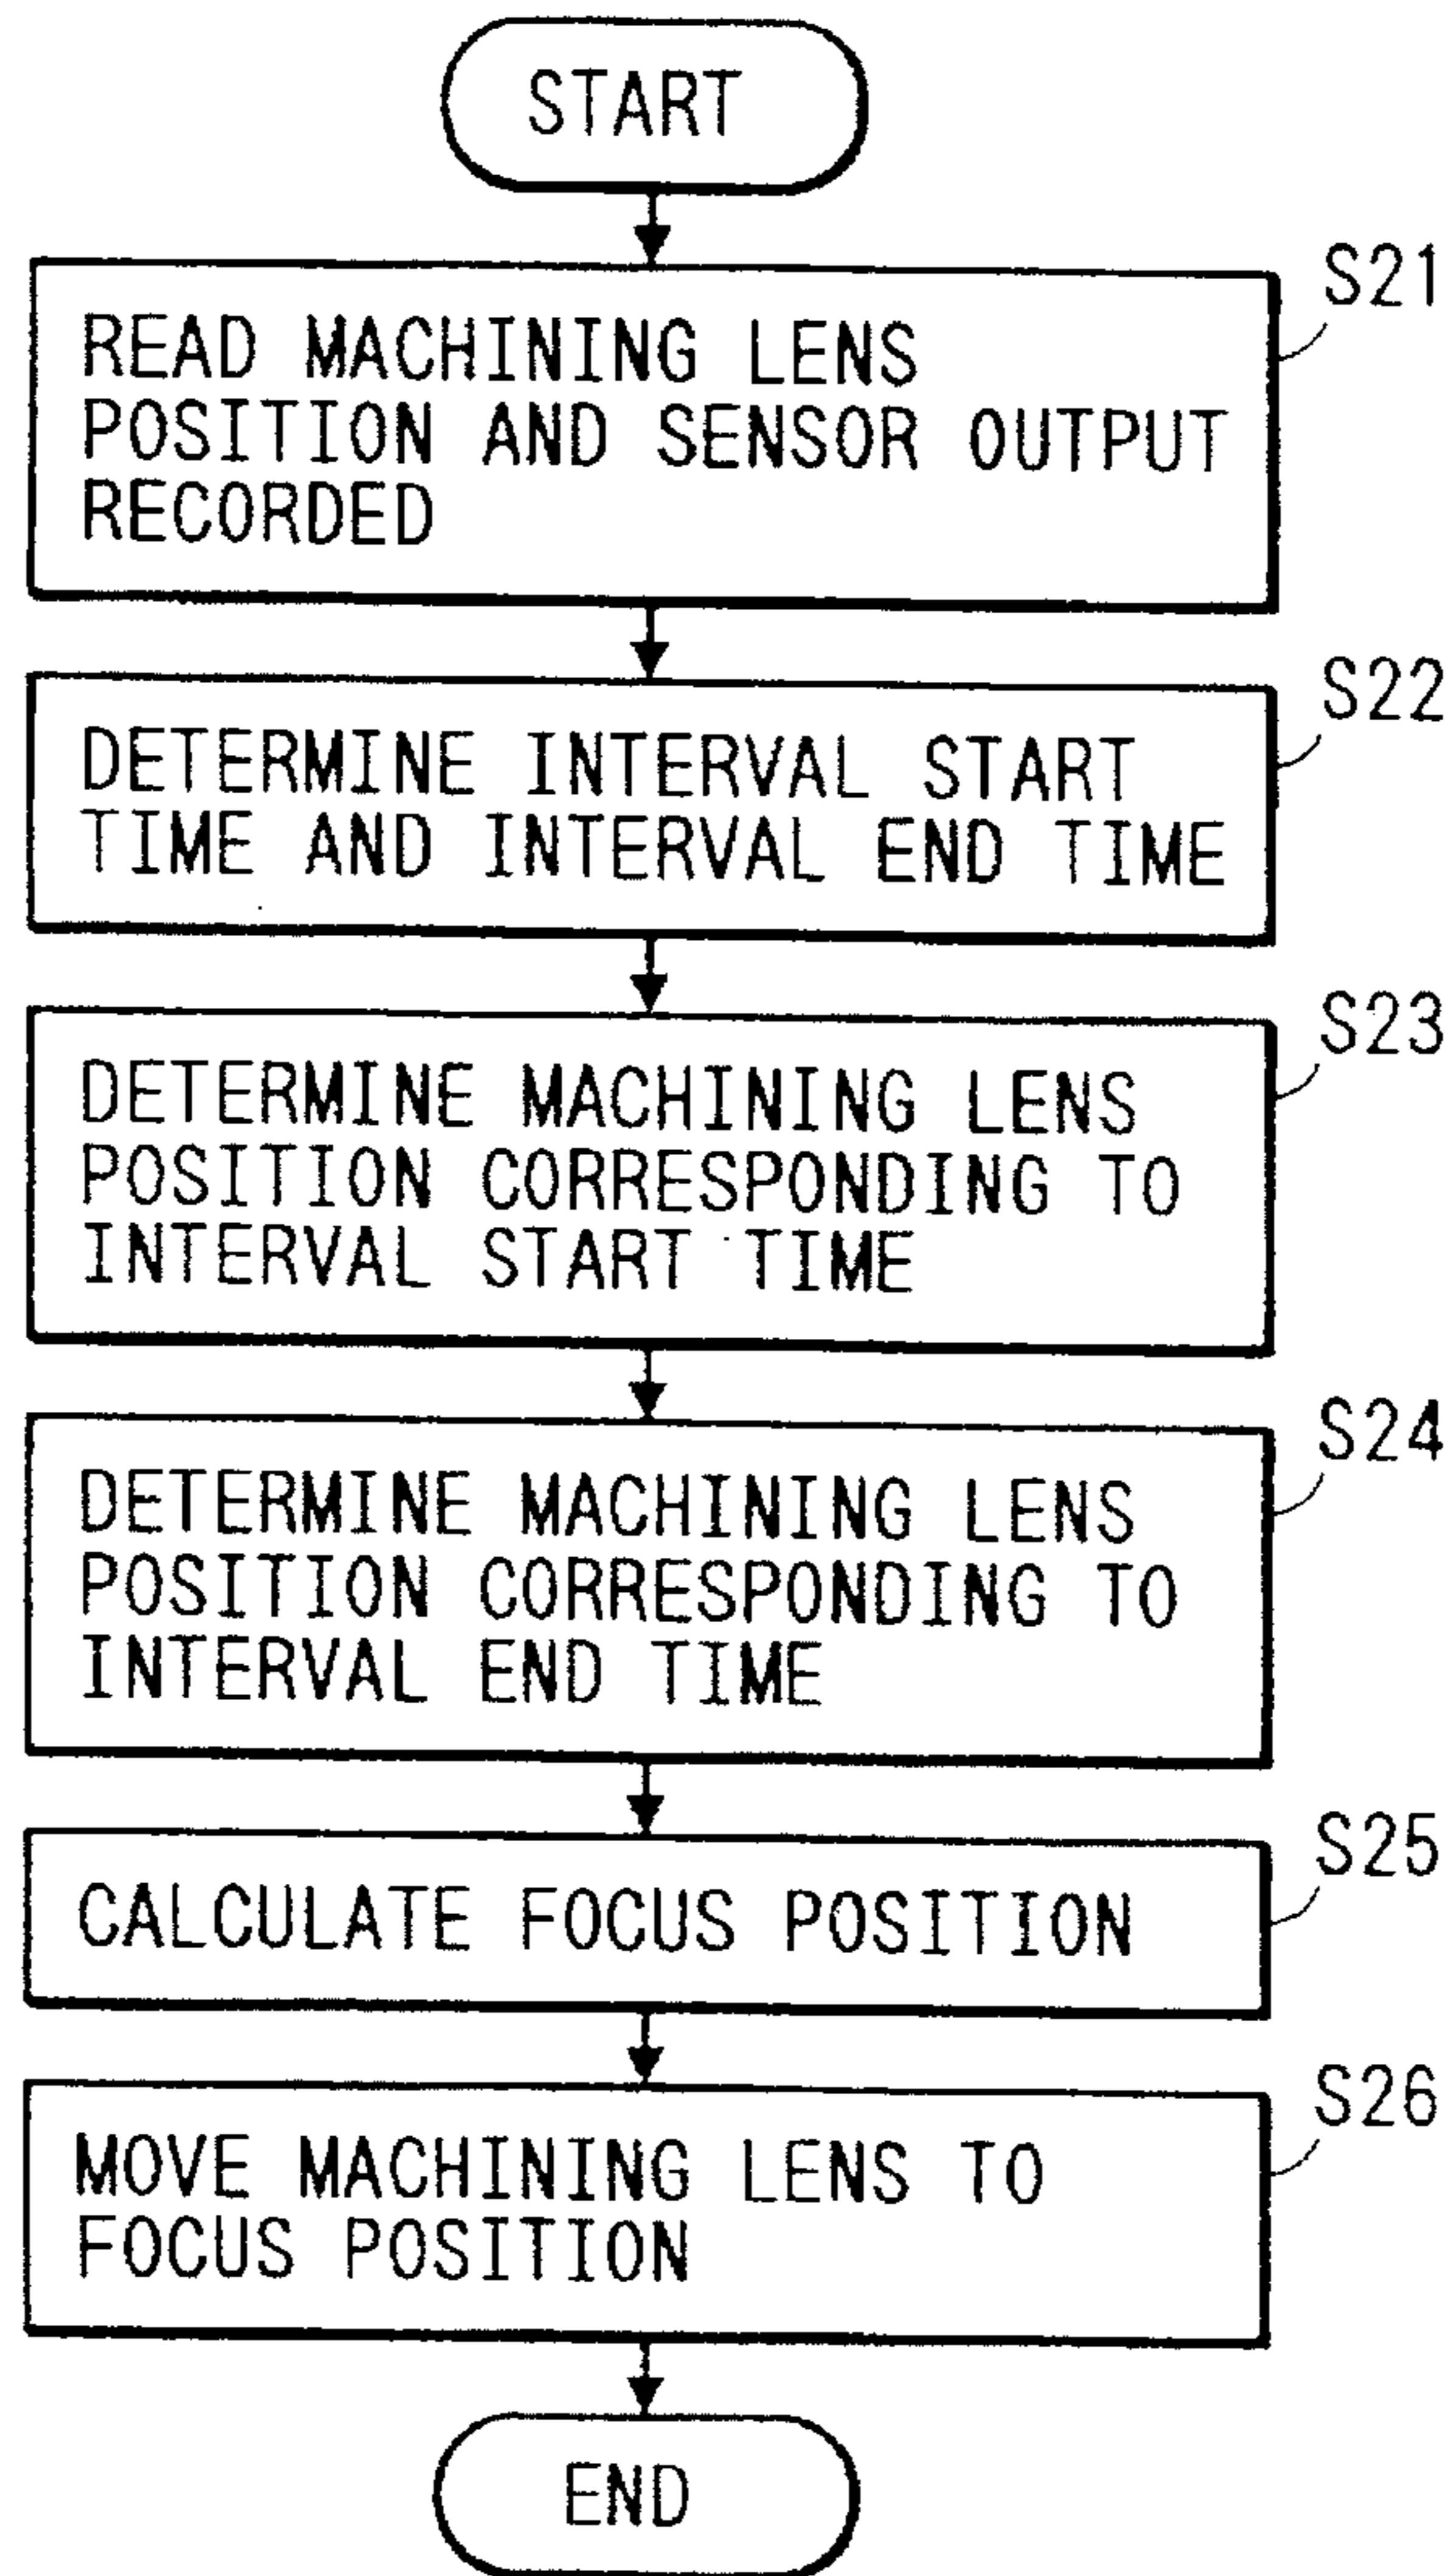 START
S21
READ MACHINING LENS
POSITION AND SENSOR OUTPUT
RECORDED
S22
DETERMINE INTERVAL START
TIME AND INTERVAL END TIME
S23
DETERMINE MACHINING LENS
POSITION CORRESPONDING TO
INTERVAL START TIME
S24
DETERMINE MACHINING LENS
POSITION CORRESPONDING TO
INTERVAL END TIME
S25
CALCULATE FOCUS POSITION
S26
MOVE MACHINING LENS TO
FOCUS POSITION
END